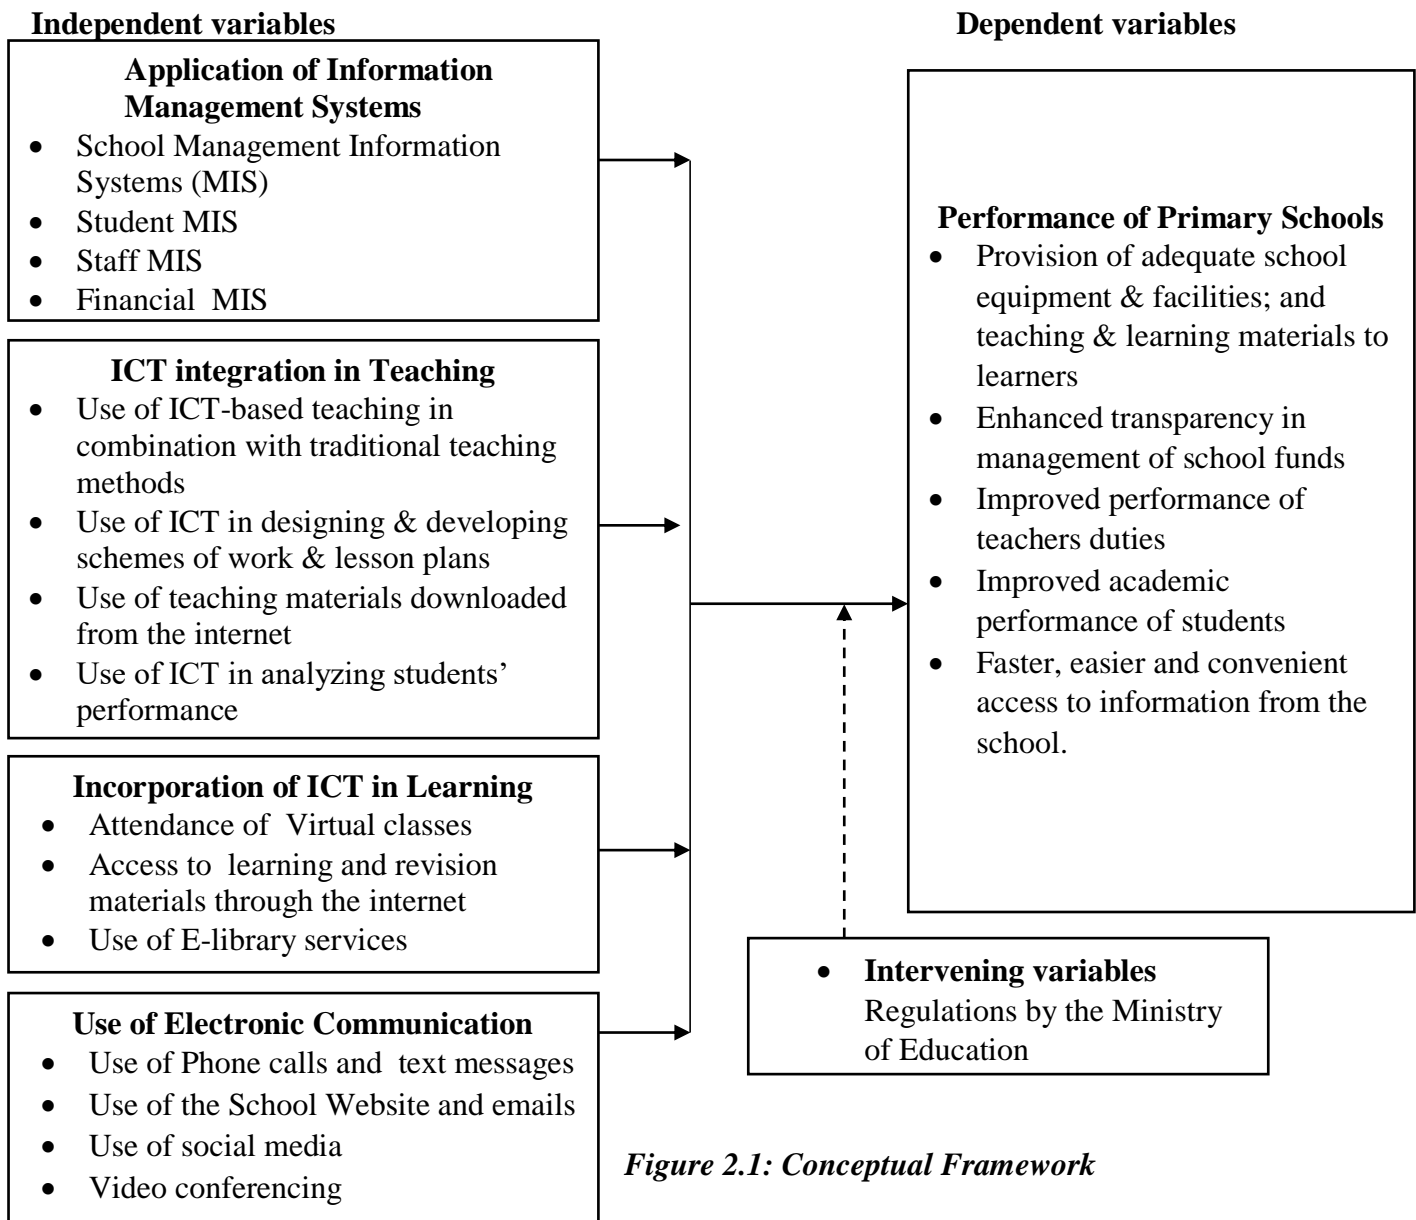 Independent variables
Application of Information
Management Systems
• School Management Information
Systems (MIS)
• Student MIS
• Staff MIS
• Financial MIS
ICT integration in Teaching
• Use of ICT-based teaching in
combination with traditional teaching
methods
• Use of ICT in designing & developing
schemes of work & lesson plans
• Use of teaching materials downloaded
from the internet
• Use of ICT in analyzing students’
performance
Incorporation of ICT in Learning
• Attendance of Virtual classes
• Access to learning and revision
materials through the internet
• Use of E-library services
Use of Electronic Communication
• Use of Phone calls and text messages
• Use of the School Website and emails
• Use of social media
• Video conferencing
Dependent variables
Performance of Primary Schools
• Provision of adequate school
equipment & facilities; and
teaching & learning materials to
learners
• Enhanced transparency in
management of school funds
• Improved performance of
teachers duties
• Improved academic
performance of students
• Faster, easier and convenient
access to information from the
school.
• Intervening variables
Regulations by the Ministry
of Education
Figure 2.1: Conceptual Framework